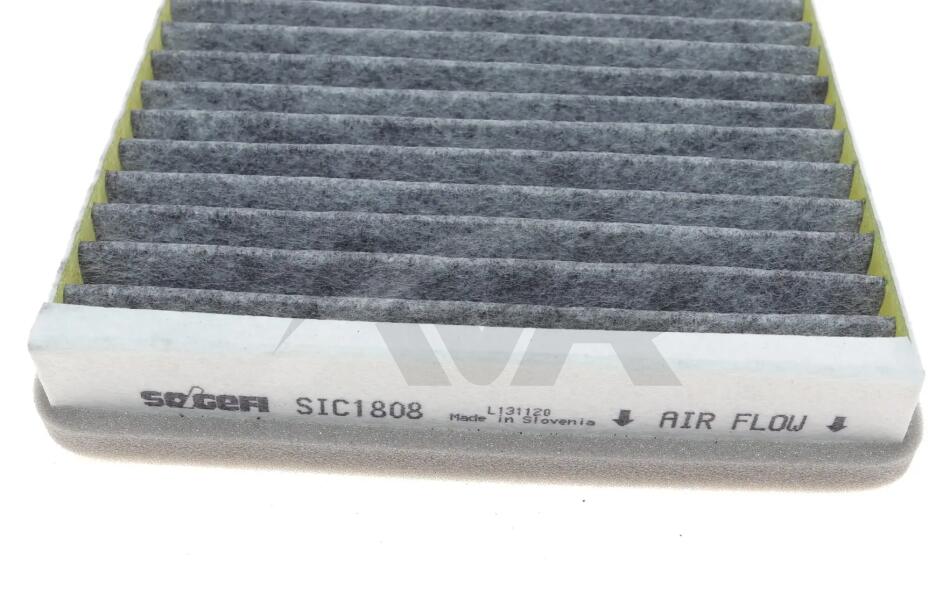 SOGEFI SIC1808 L131120 ⬇ AIR FLOW ⬇
Made in Slovenia